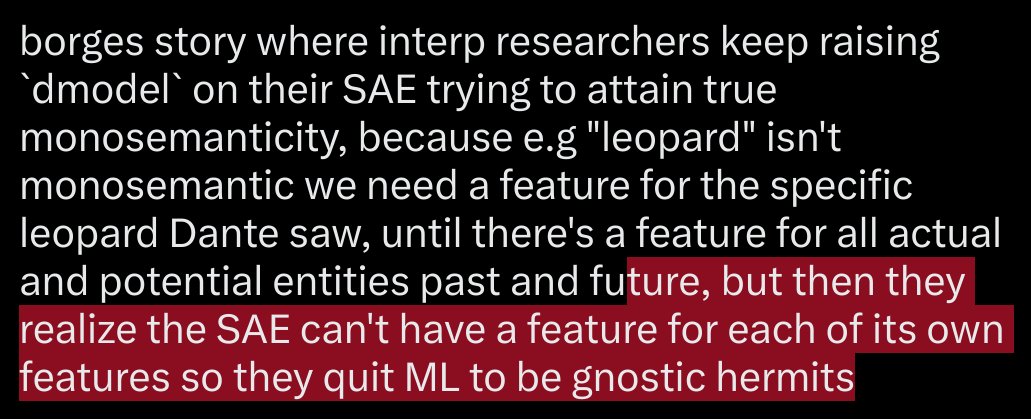 borges story where interp researchers keep raising
`dmodel` on their SAE trying to attain true
monosemanticity, because e.g "leopard" isn't
monosemantic we need a feature for the specific
leopard Dante saw, until there's a feature for all actual
and potential entities past and future, but then they
realize the SAE can't have a feature for each of its own
features so they quit ML to be gnostic hermits